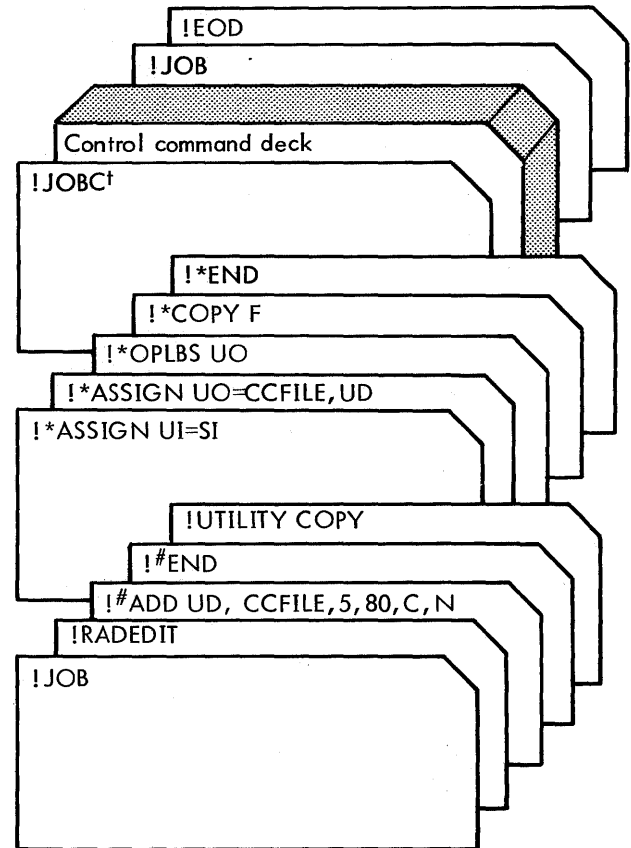 !EOD
!JOB
Control command deck
!JOBC†
!*END
!*COPY F
!*OPLBS UO
!*ASSIGN UO=CCFILE,UD
!*ASSIGN UI=SI
!UTILITY COPY
!#END
!#ADD UD, CCFILE,5,80,C,N
!RADEDIT
!JOB